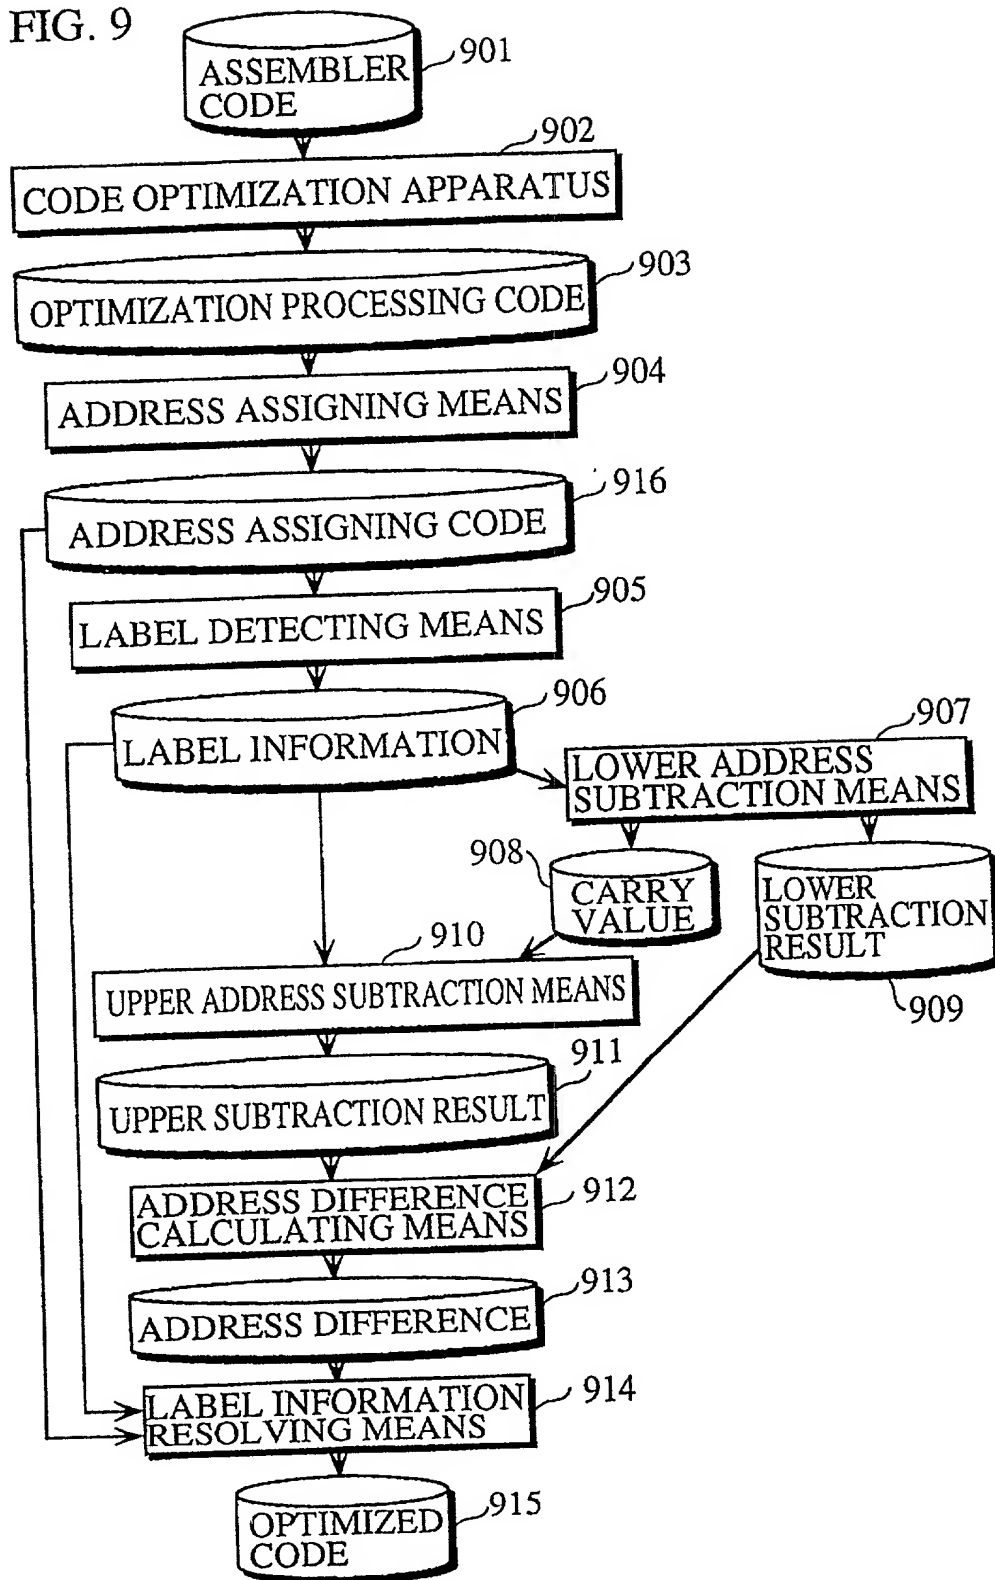 FIG. 9
ASSEMBLER
CODE
901
902
CODE OPTIMIZATION APPARATUS
903
OPTIMIZATION PROCESSING CODE
904
ADDRESS ASSIGNING MEANS
916
ADDRESS ASSIGNING CODE
905
LABEL DETECTING MEANS
906
LABEL INFORMATION
907
LOWER ADDRESS
SUBTRACTION MEANS
908
CARRY
VALUE
LOWER
SUBTRACTION
RESULT
909
910
UPPER ADDRESS SUBTRACTION MEANS
911
UPPER SUBTRACTION RESULT
912
ADDRESS DIFFERENCE
CALCULATING MEANS
913
ADDRESS DIFFERENCE
914
LABEL INFORMATION
RESOLVING MEANS
915
OPTIMIZED
CODE